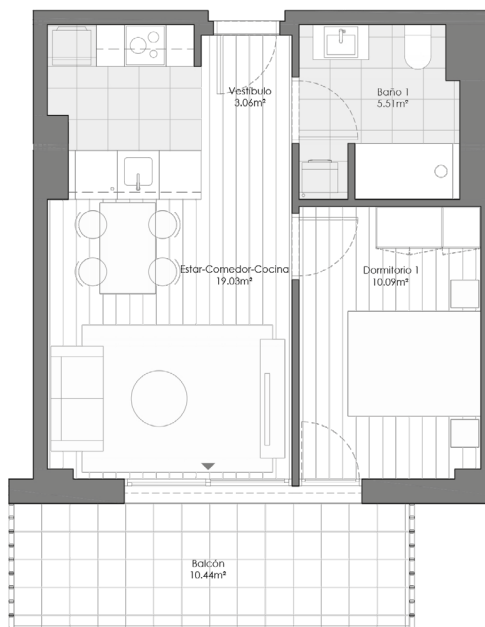 Vestíbulo
3.06m²
Baño 1
5.51m²
Estar-Comedor-Cocina
19.03m²
Dormitorio 1
10.09m²
Balcón
10.44m²